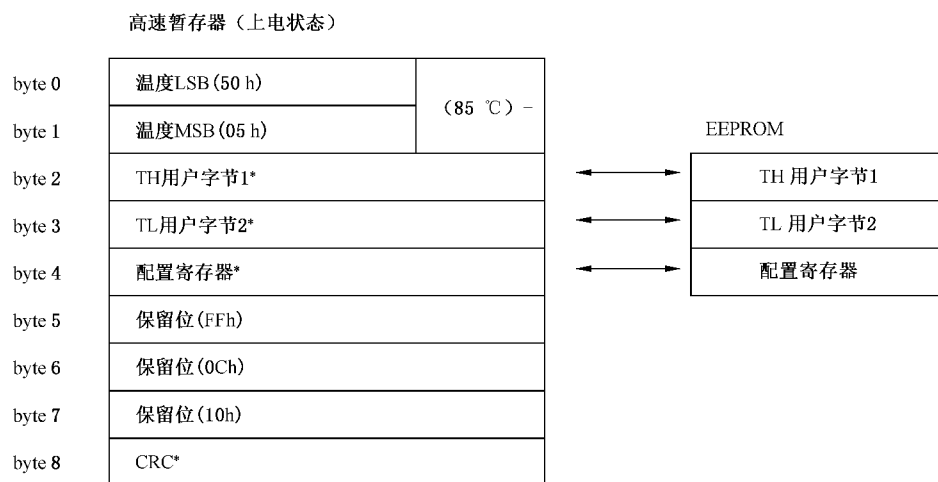 高速暂存器（上电状态）
byte 0 温度LSB(50 h)
(85 ℃) -
byte 1 温度MSB(05 h)
EEPROM
byte 2 TH用户字节1* TH 用户字节1
byte 3 TL用户字节2* TL 用户字节2
byte 4 配置寄存器* 配置寄存器
byte 5 保留位(FFh)
byte 6 保留位(0Ch)
byte 7 保留位(10h)
byte 8 CRC*